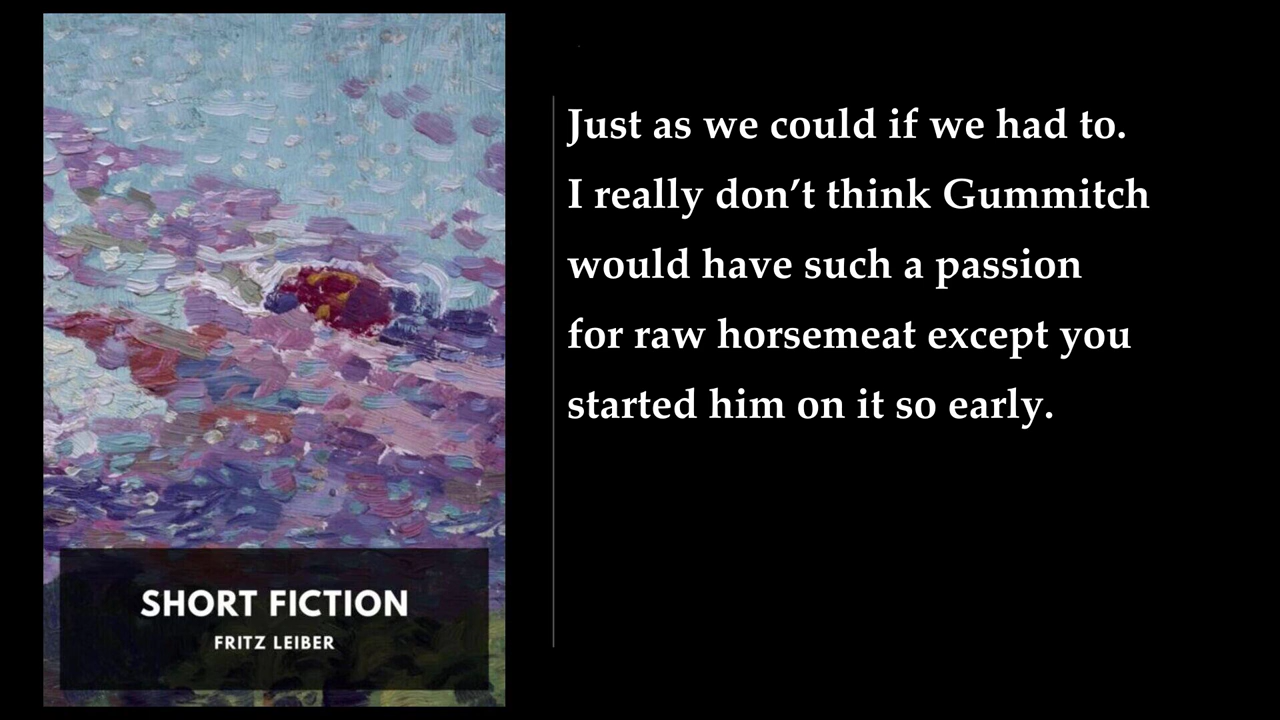 SHORT FICTION
FRITZ LEIBER
Just as we could if we had to.
I really don’t think Gummitch
would have such a passion
for raw horsemeat except you
started him on it so early.